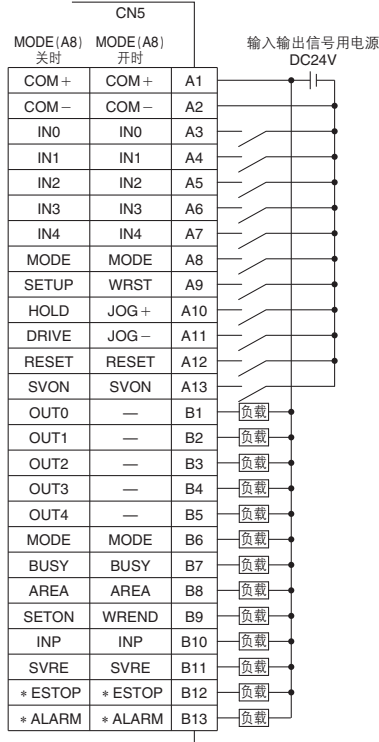 CN5
MODE(A8) MODE(A8) 输入输出信号用电源
关时 开时 DC24V
COM+ COM+ A1
COM− COM− A2
IN0 IN0 A3
IN1 IN1 A4
IN2 IN2 A5
IN3 IN3 A6
IN4 IN4 A7
MODE MODE A8
SETUP WRST A9
HOLD JOG+ A10
DRIVE JOG− A11
RESET RESET A12
SVON SVON A13
OUT0 — B1 负载
OUT1 — B2 负载
OUT2 — B3 负载
OUT3 — B4 负载
OUT4 — B5 负载
MODE MODE B6 负载
BUSY BUSY B7 负载
AREA AREA B8 负载
SETON WREND B9 负载
INP INP B10 负载
SVRE SVRE B11 负载
* ESTOP * ESTOP B12 负载
* ALARM * ALARM B13 负载